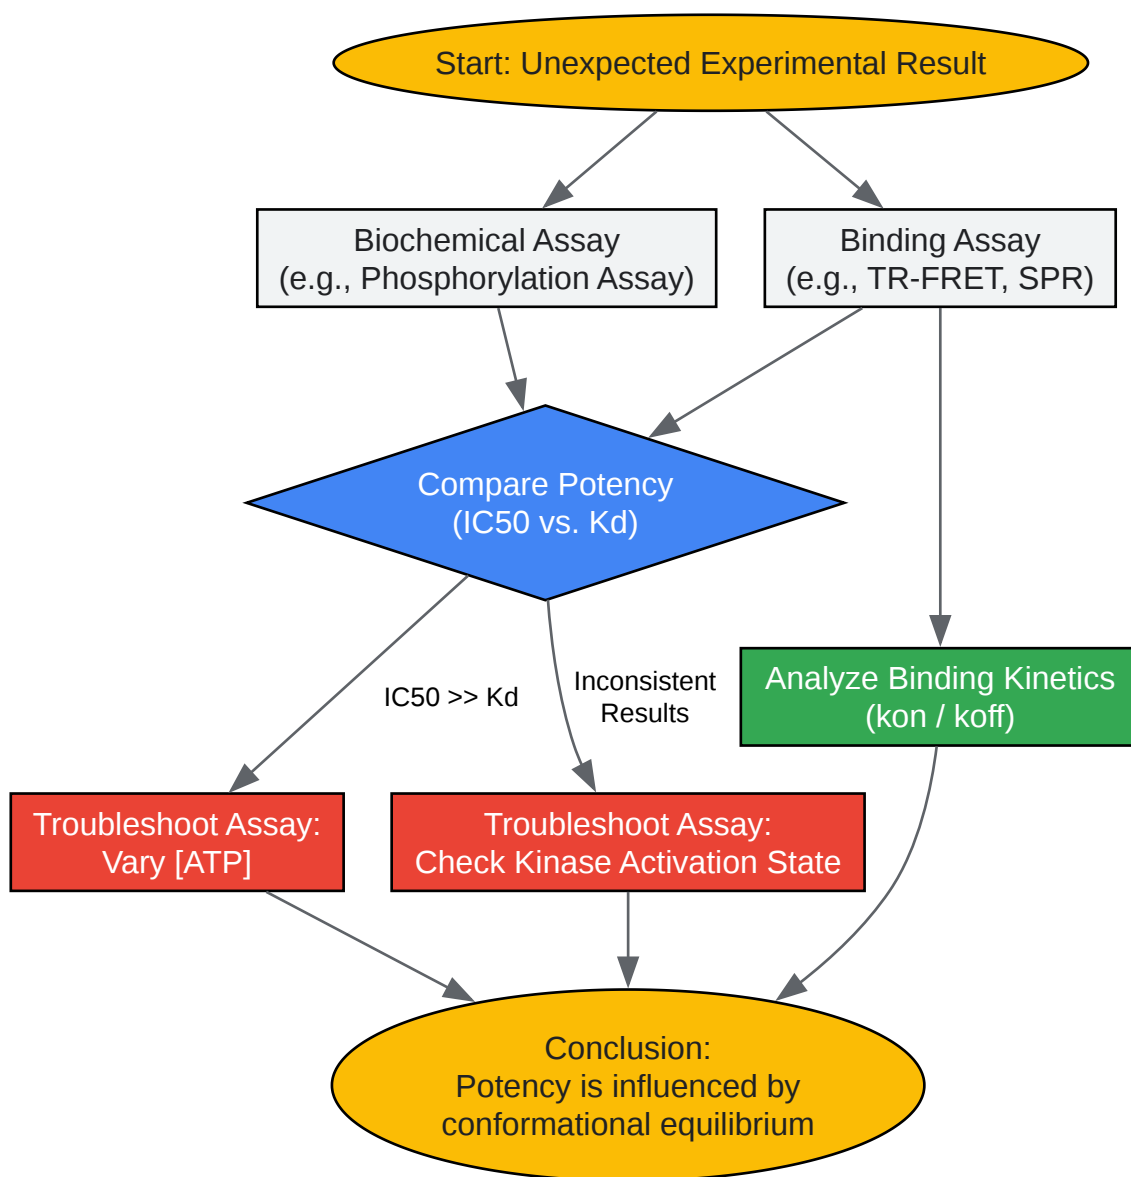 Start: Unexpected Experimental Result
Biochemical Assay
(e.g., Phosphorylation Assay)
Binding Assay
(e.g., TR-FRET, SPR)
Compare Potency
(IC50 vs. Kd)
IC50 >> Kd
Inconsistent
Results
Analyze Binding Kinetics
(kon / koff)
Troubleshoot Assay:
Vary [ATP]
Troubleshoot Assay:
Check Kinase Activation State
Conclusion:
Potency is influenced by
conformational equilibrium